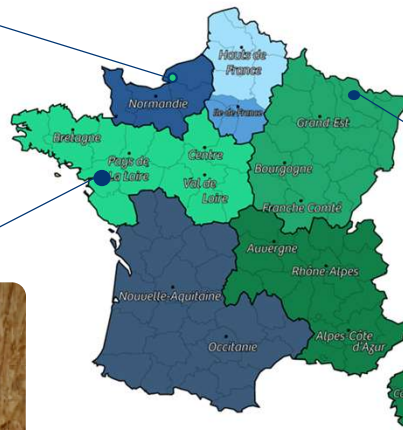 Hauts de
France
Normandie
Ile-de-France
Grand-Est
Bretagne
Pays de
La Loire
Centre
Val de
Loire
Bourgogne
Franche Comté
Auvergne
Rhône-Alpes
Nouvelle-Aquitaine
Occitanie
Alpes-Côte
d'Azur